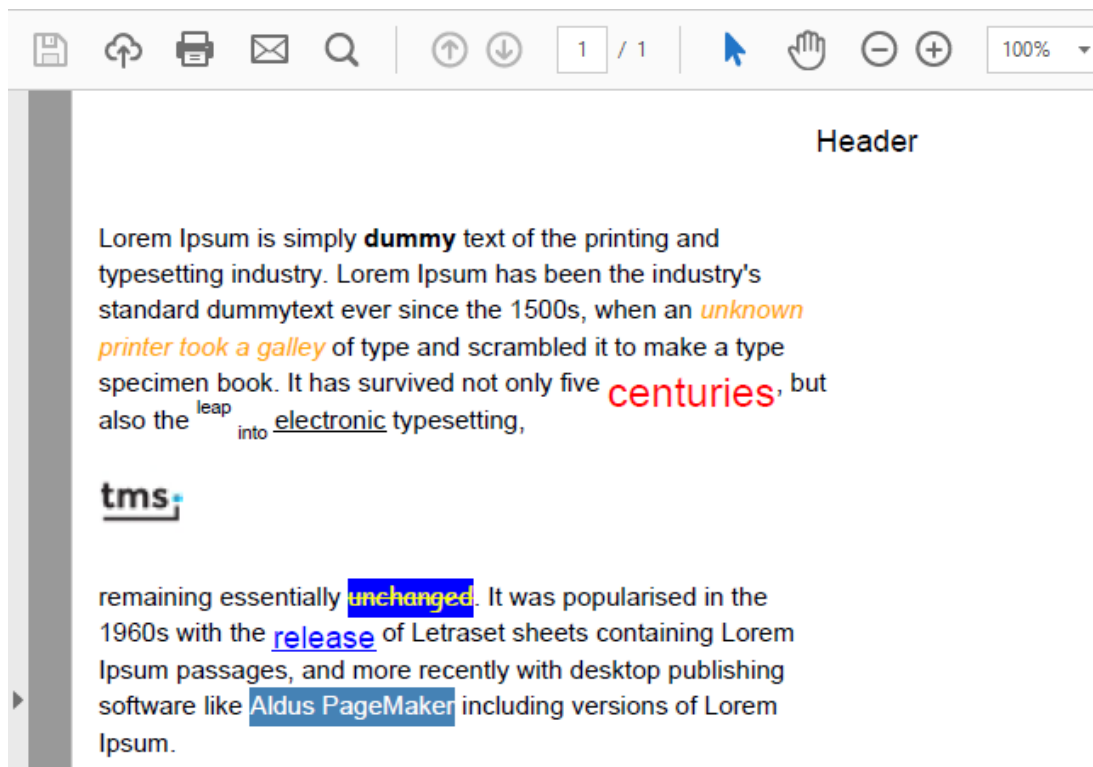 1 / 1 100%
Header
Lorem Ipsum is simply dummy text of the printing and
typesetting industry. Lorem Ipsum has been the industry's
standard dummytext ever since the 1500s, when an unknown
printer took a galley of type and scrambled it to make a type
specimen book. It has survived not only five centuries, but
also the leap into electronic typesetting,
tms
remaining essentially unchanged. It was popularised in the
1960s with the release of Letraset sheets containing Lorem
Ipsum passages, and more recently with desktop publishing
software like Aldus PageMaker including versions of Lorem
Ipsum.